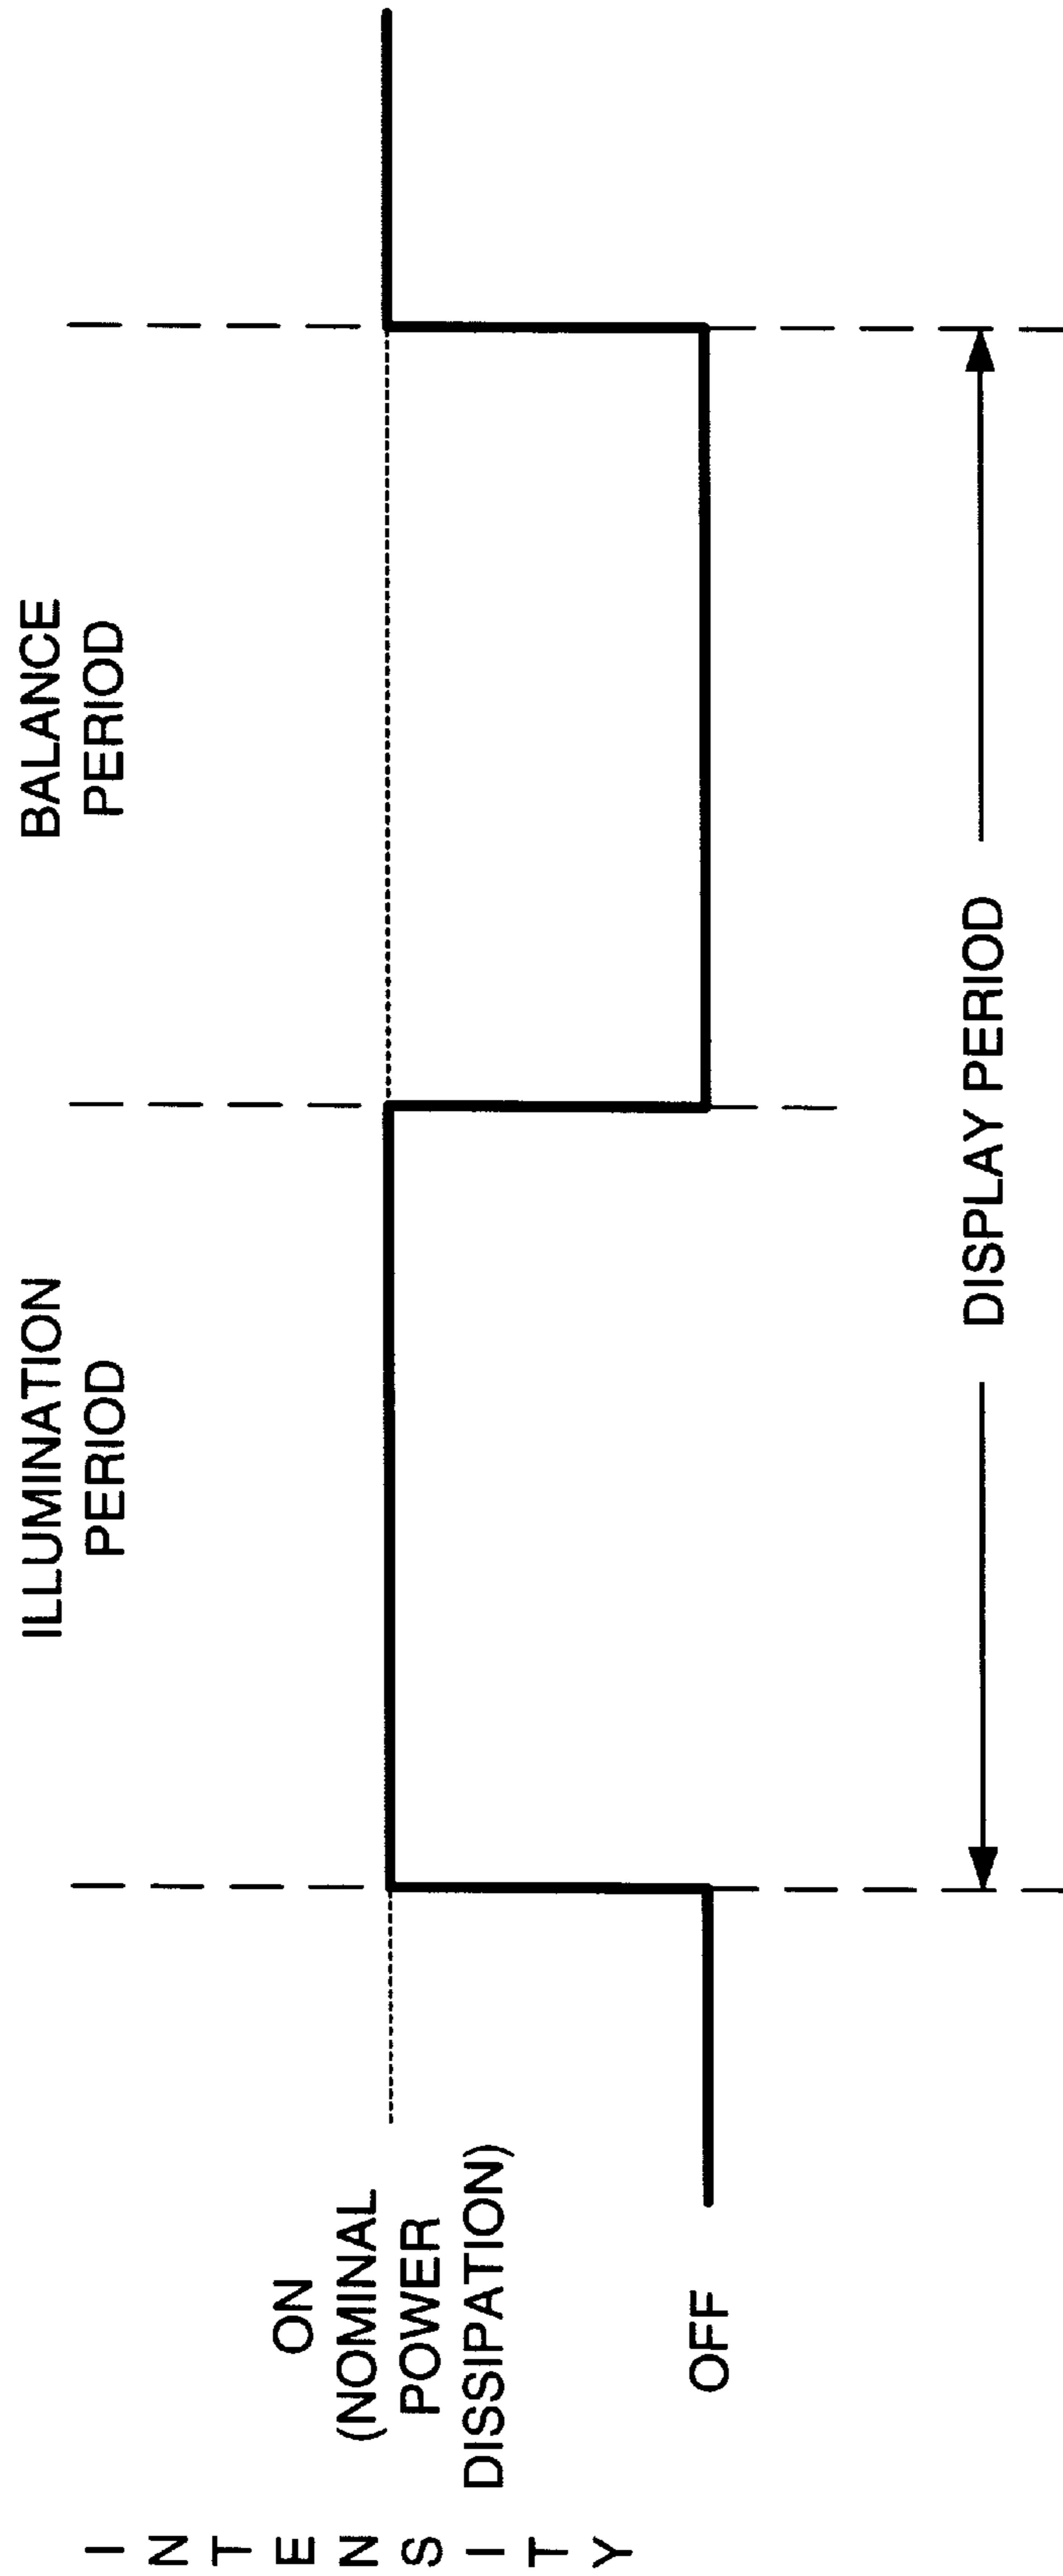 ILLUMINATION
PERIOD
BALANCE
PERIOD
INTENSITY
ON
(NOMINAL
POWER
DISSIPATION)
OFF
DISPLAY PERIOD